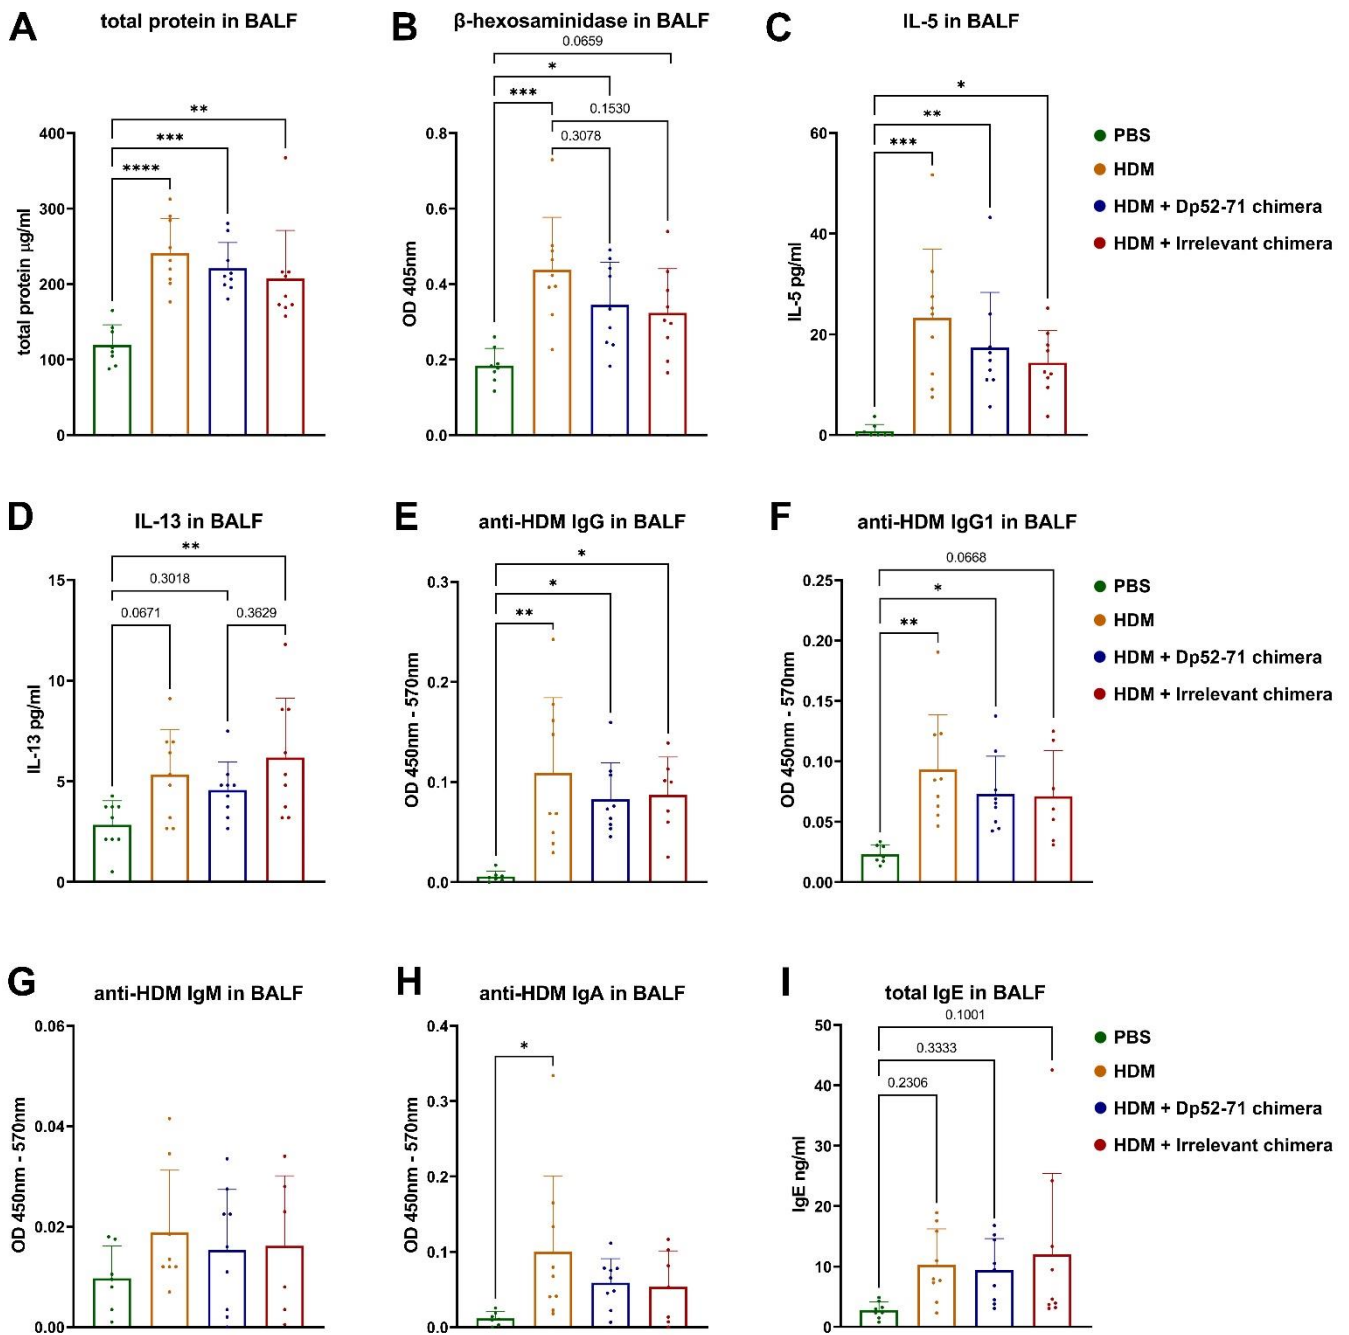 A
total protein in BALF
**
***
****
400
300
200
100
0
total protein µg/ml
B
β-hexosaminidase in BALF
0.0659
*
***
0.1530
0.3078
0.8
0.6
0.4
0.2
0.0
OD 405nm
C
IL-5 in BALF
*
**
***
60
40
20
0
IL-5 pg/ml
PBS
HDM
HDM + Dp52-71 chimera
HDM + Irrelevant chimera
D
IL-13 in BALF
**
0.3018
0.0671
0.3629
15
10
5
0
IL-13 pg/ml
E
anti-HDM IgG in BALF
*
*
**
0.3
0.2
0.1
0.0
OD 450nm - 570nm
F
anti-HDM IgG1 in BALF
0.0668
*
**
0.25
0.20
0.15
0.10
0.05
0.00
OD 450nm - 570nm
PBS
HDM
HDM + Dp52-71 chimera
HDM + Irrelevant chimera
G
anti-HDM IgM in BALF
0.06
0.04
0.02
0.00
OD 450nm - 570nm
H
anti-HDM IgA in BALF
*
0.4
0.3
0.2
0.1
0.0
OD 450nm - 570nm
I
total IgE in BALF
0.1001
0.3333
0.2306
50
40
30
20
10
0
IgE ng/ml
PBS
HDM
HDM + Dp52-71 chimera
HDM + Irrelevant chimera